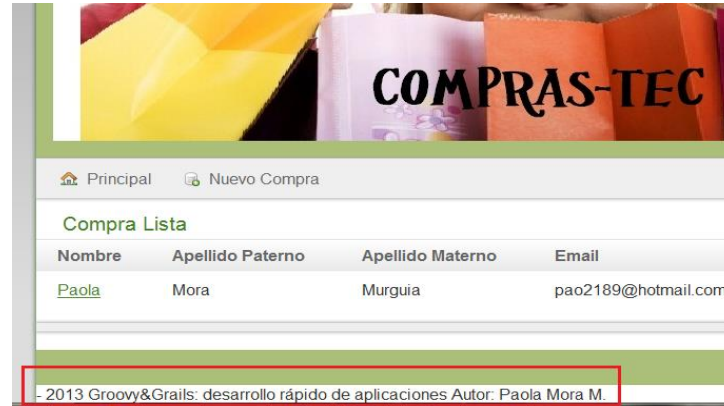 COMPRAS-TEC
Principal Nuevo Compra
Compra Lista
Nombre Apellido Paterno Apellido Materno Email
Paola Mora Murguia pao2189@hotmail.com
- 2013 Groovy&Grails: desarrollo rápido de aplicaciones Autor: Paola Mora M.